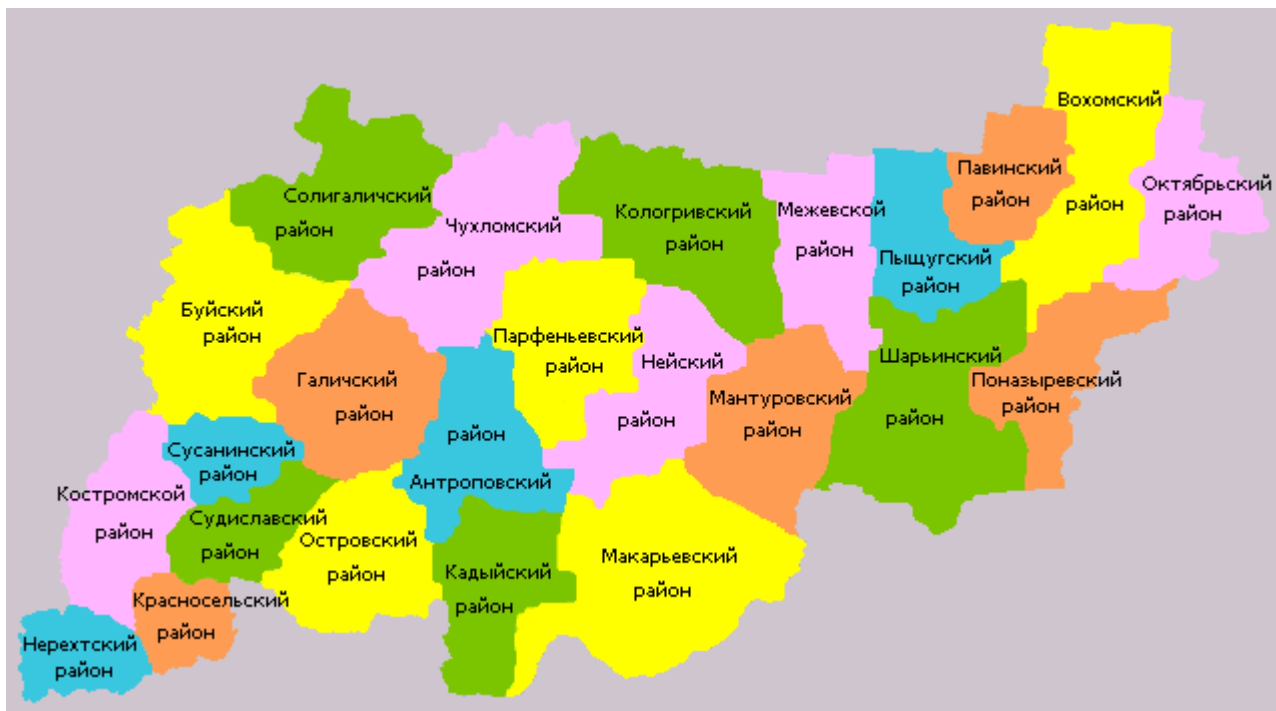 Вохомский
район
Павинский
район
Октябрьский
район
Солигаличский
район
Чухломский
район
Кологривский
район
Межевской
район
Пыщугский
район
Буйский
район
Парфеньевский
район
Нейский
район
Шарьинский
район
Поназыревский
район
Галичский
район
Мантуровский
район
район
Антроповский
Сусанинский
район
Костромской
район
Судиславский
район
Островский
район
Кадыйский
район
Макарьевский
район
Красносельский
район
Нерехтский
район